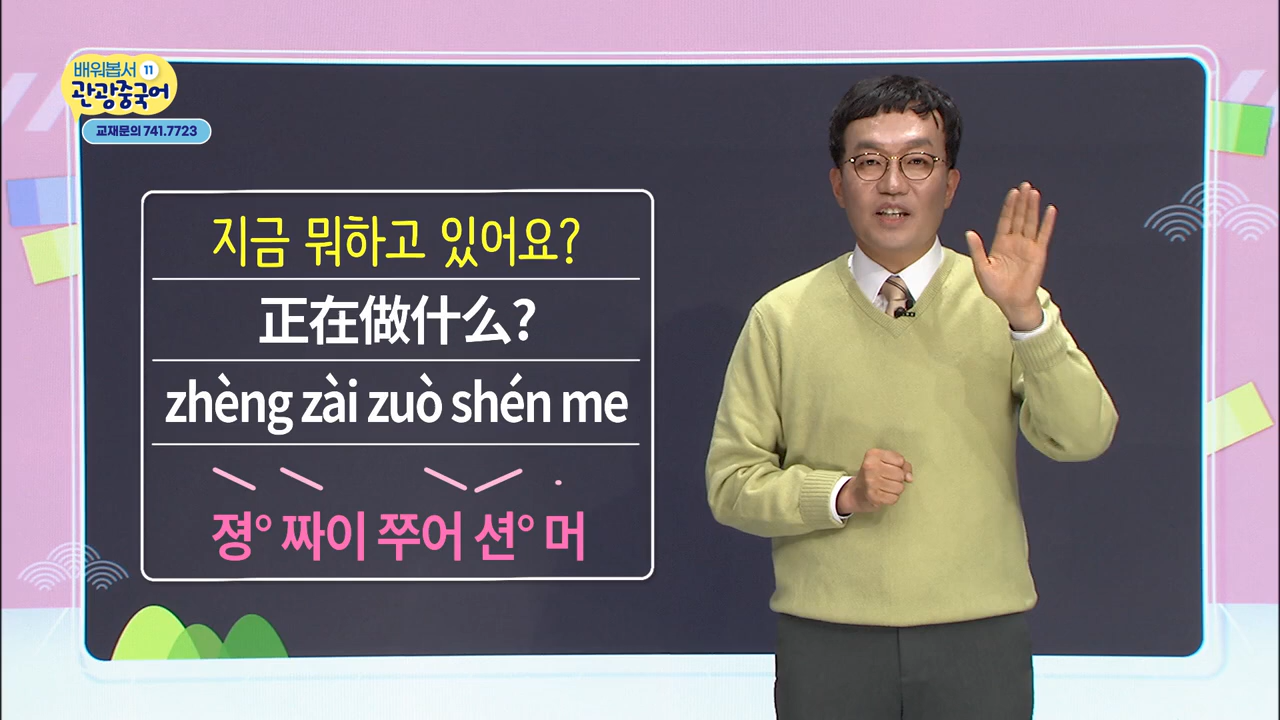 배워봅서 11
관광중국어
교재문의 741.7723
지금 뭐하고 있어요?
正在做什么?
zhèng zài zuò shén me
졍° 짜이 쭈어 션° 머